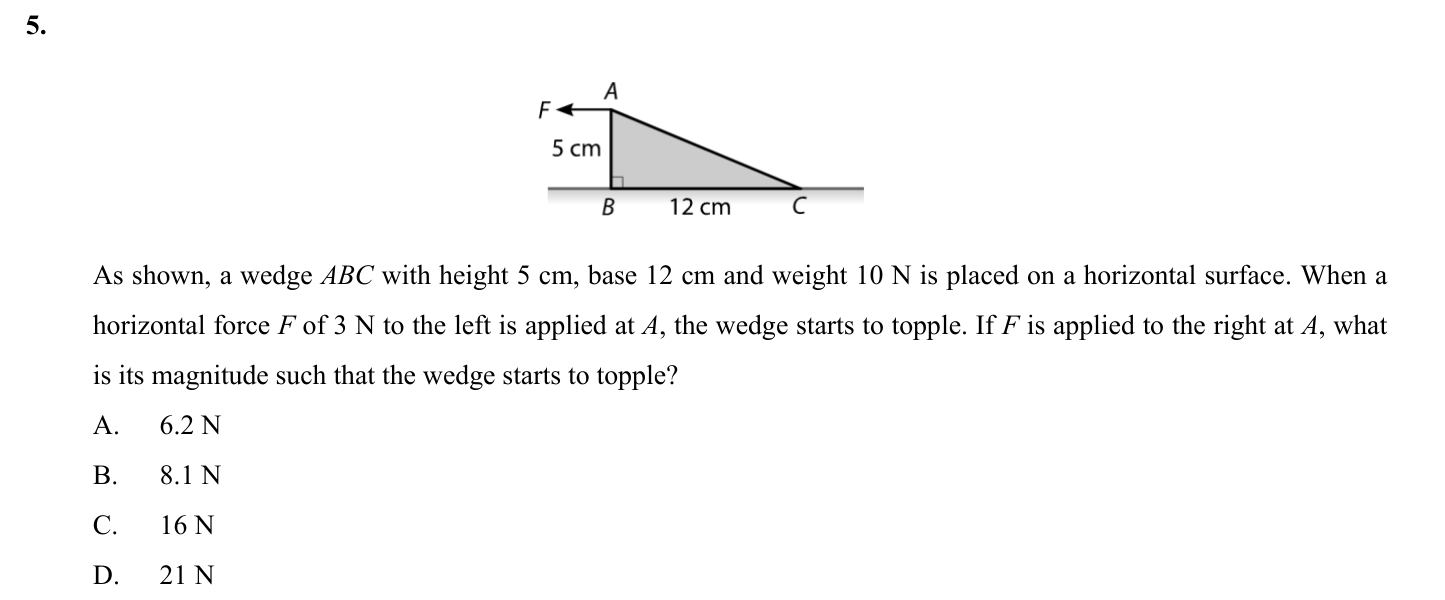 5.
A
F
5 cm
B 12 cm C
As shown, a wedge ABC with height 5 cm, base 12 cm and weight 10 N is placed on a horizontal surface. When a
horizontal force F of 3 N to the left is applied at A, the wedge starts to topple. If F is applied to the right at A, what
is its magnitude such that the wedge starts to topple?
A. 6.2 N
B. 8.1 N
C. 16 N
D. 21 N